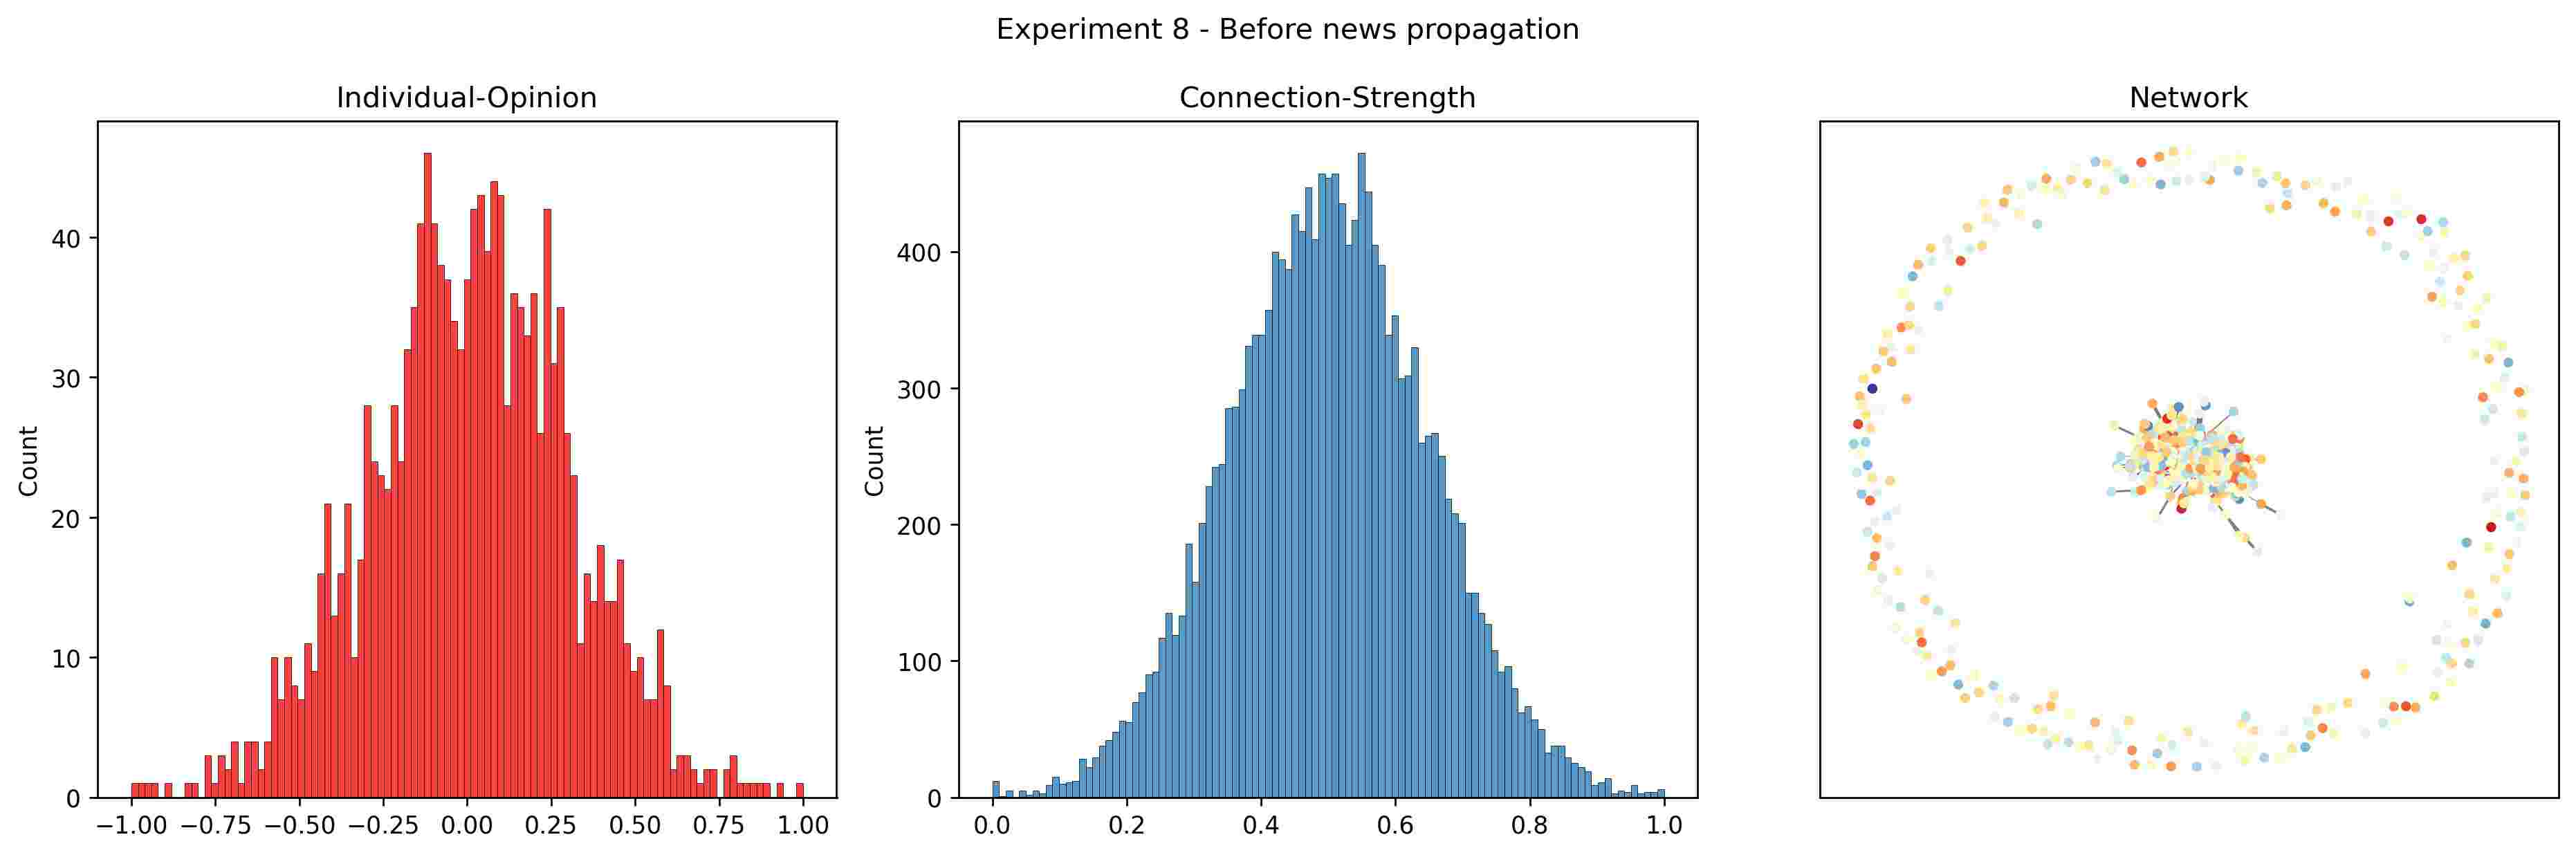 Experiment 8 - Before news propagation
Individual-Opinion
Count
0
10
20
30
40
−1.00 −0.75 −0.50 −0.25 0.00 0.25 0.50 0.75 1.00
Connection-Strength
Count
0
100
200
300
400
0.0 0.2 0.4 0.6 0.8 1.0
Network